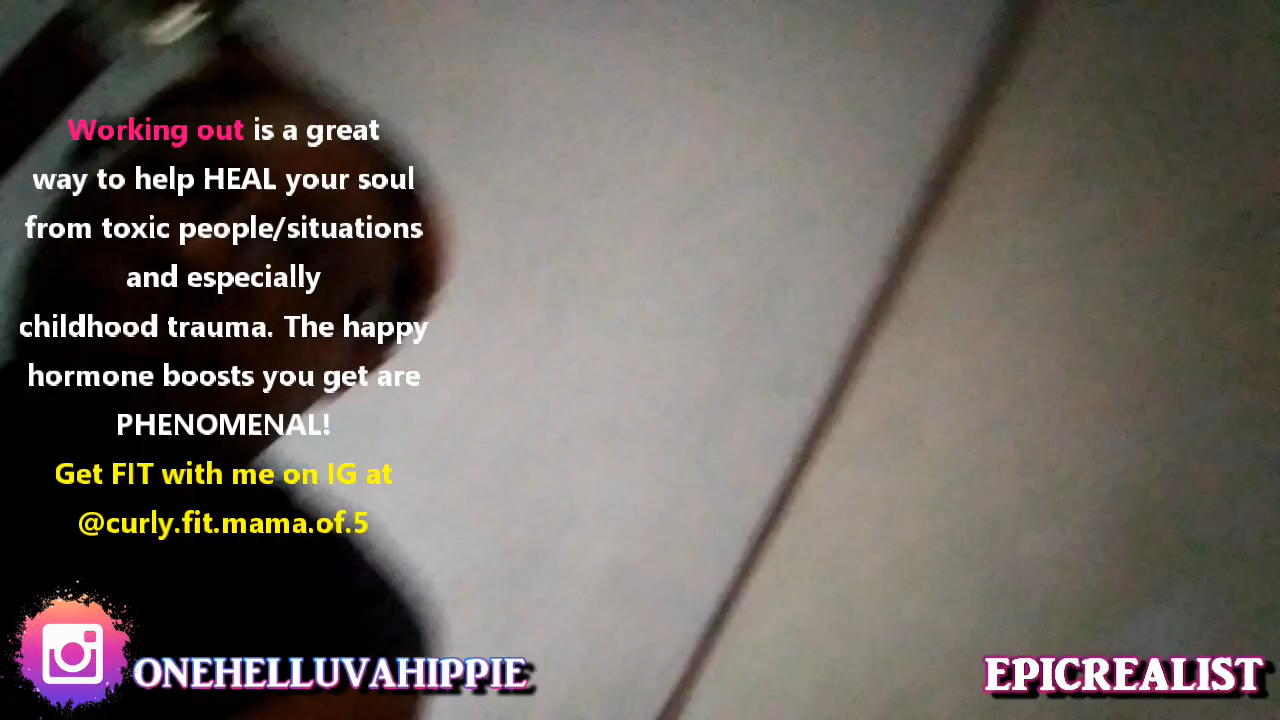 Working out is a great
way to help HEAL your soul
from toxic people/situations
and especially
childhood trauma. The happy
hormone boosts you get are
PHENOMENAL!
Get FIT with me on IG at
@curly.fit.mama.of.5
ONEHELLUVAHIPPIE
EPICREALIST